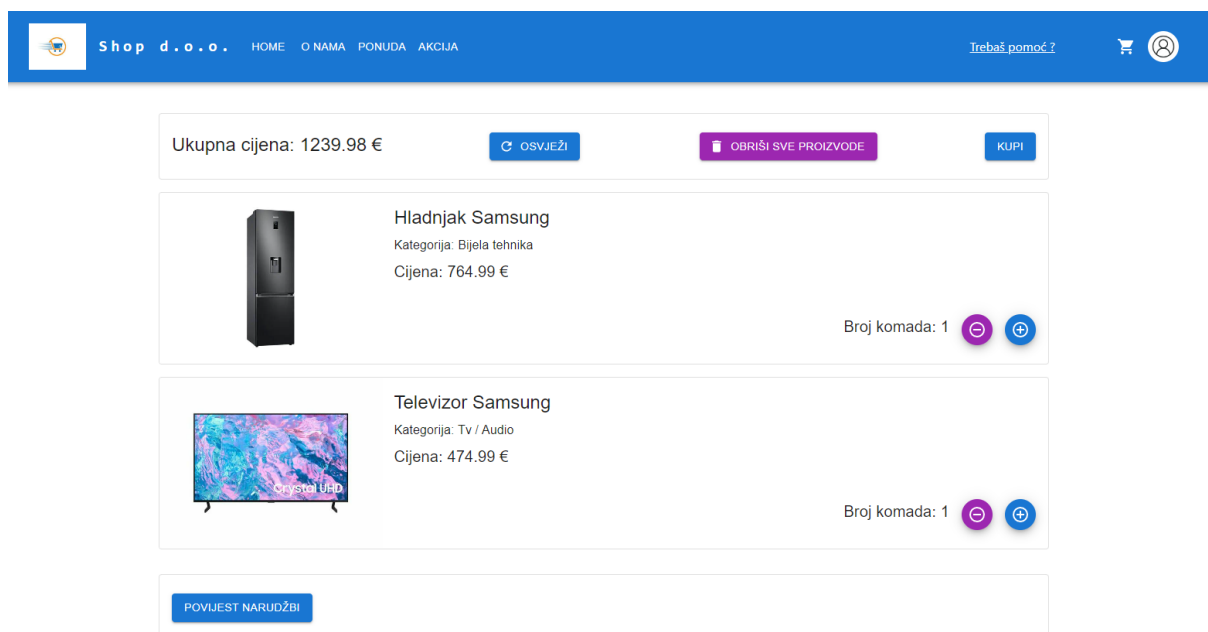 Shop d.o.o. HOME O NAMA PONUDA AKCIJA Trebaš pomoć ?
Ukupna cijena: 1239.98 € OSVJEŽI OBRIŠI SVE PROIZVODE KUPI
Hladnjak Samsung
Kategorija: Bijela tehnika
Cijena: 764.99 €
Broj komada: 1
Televizor Samsung
Kategorija: Tv / Audio
Cijena: 474.99 €
Crystal UHD
Broj komada: 1
POVIJEST NARUDŽBI